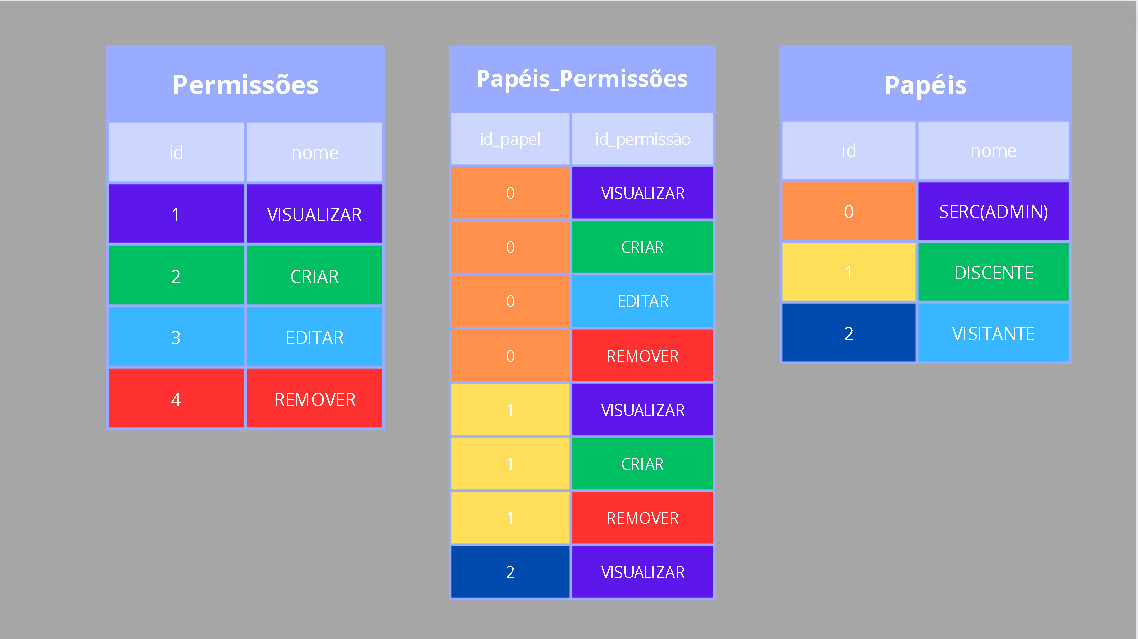 Permissões
id nome
1 VISUALIZAR
2 CRIAR
3 EDITAR
4 REMOVER
Papéis_Permissões
id_papel id_permissão
0 VISUALIZAR
0 CRIAR
0 EDITAR
0 REMOVER
1 VISUALIZAR
1 CRIAR
1 REMOVER
2 VISUALIZAR
Papéis
id nome
0 SERC(ADMIN)
1 DISCENTE
2 VISITANTE